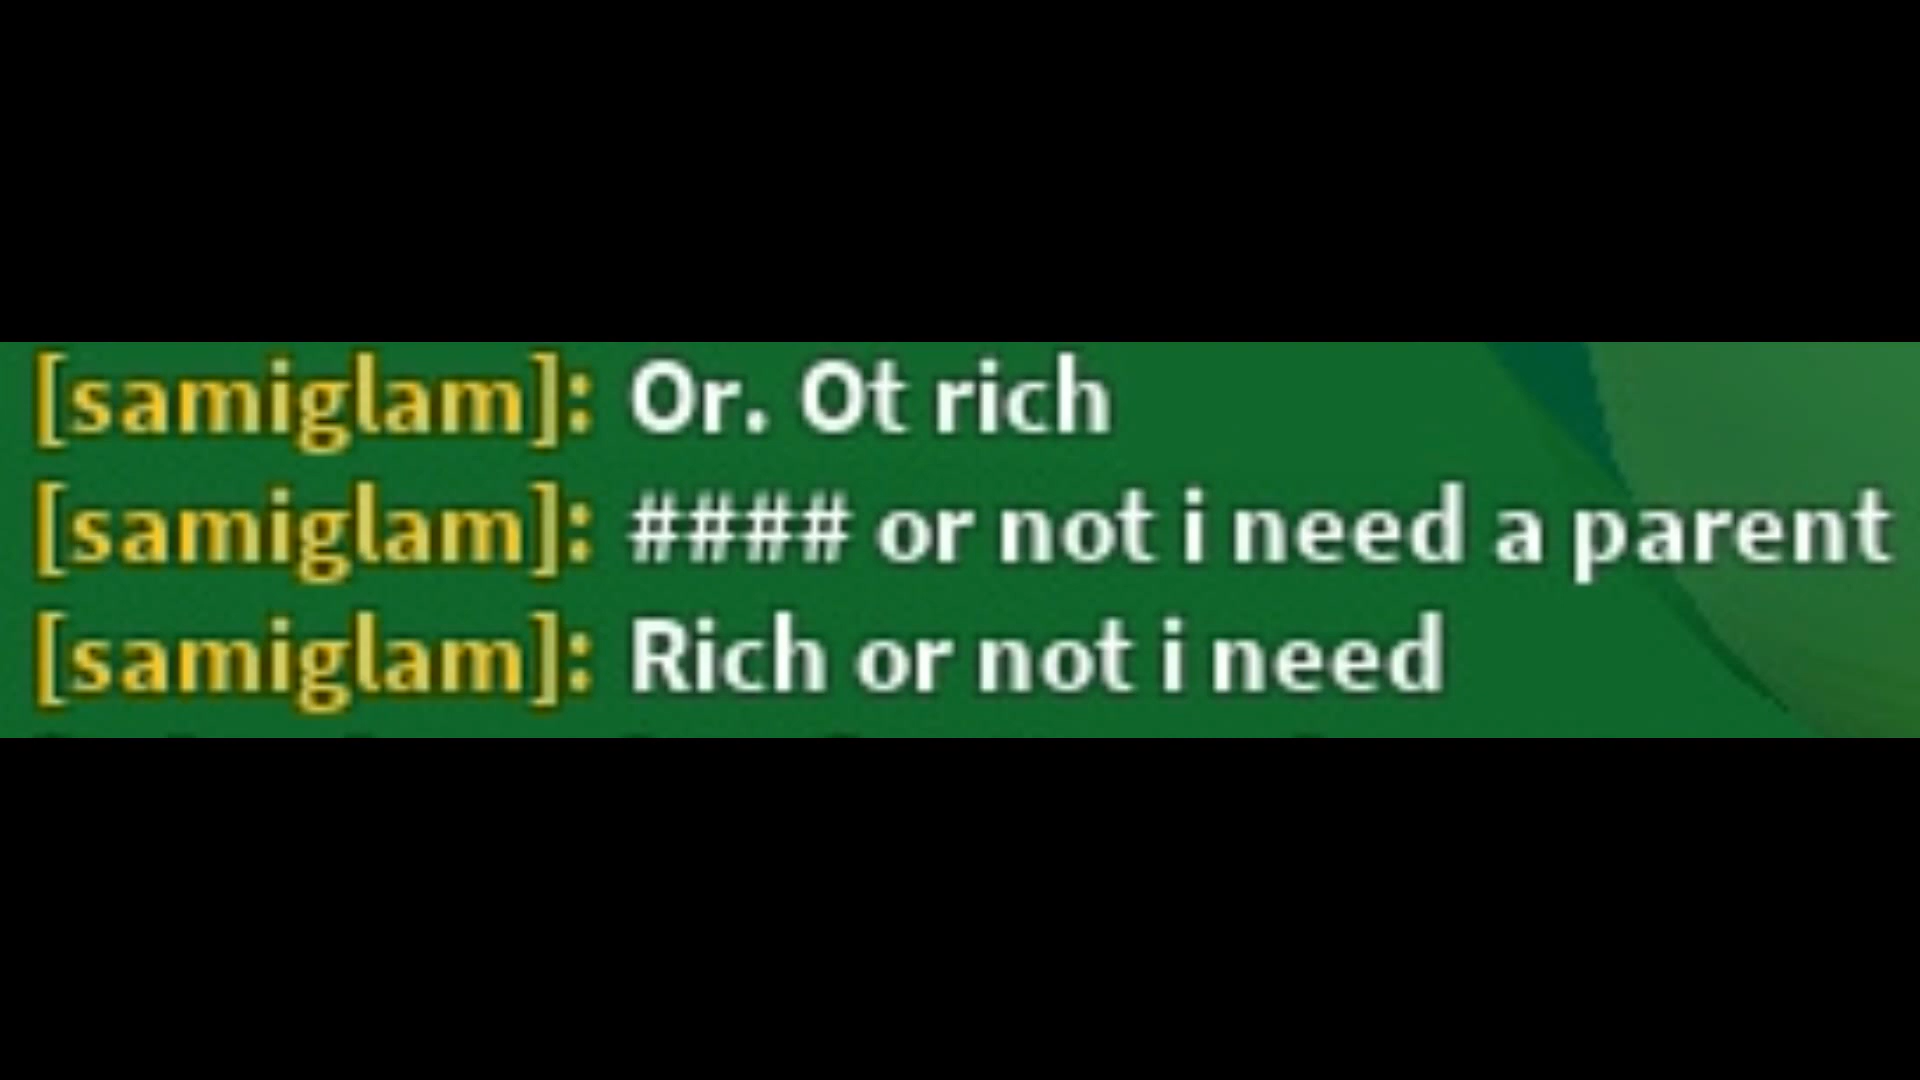 [samiglam]: Or. Ot rich
[samiglam]: #### or not i need a parent
[samiglam]: Rich or not i need